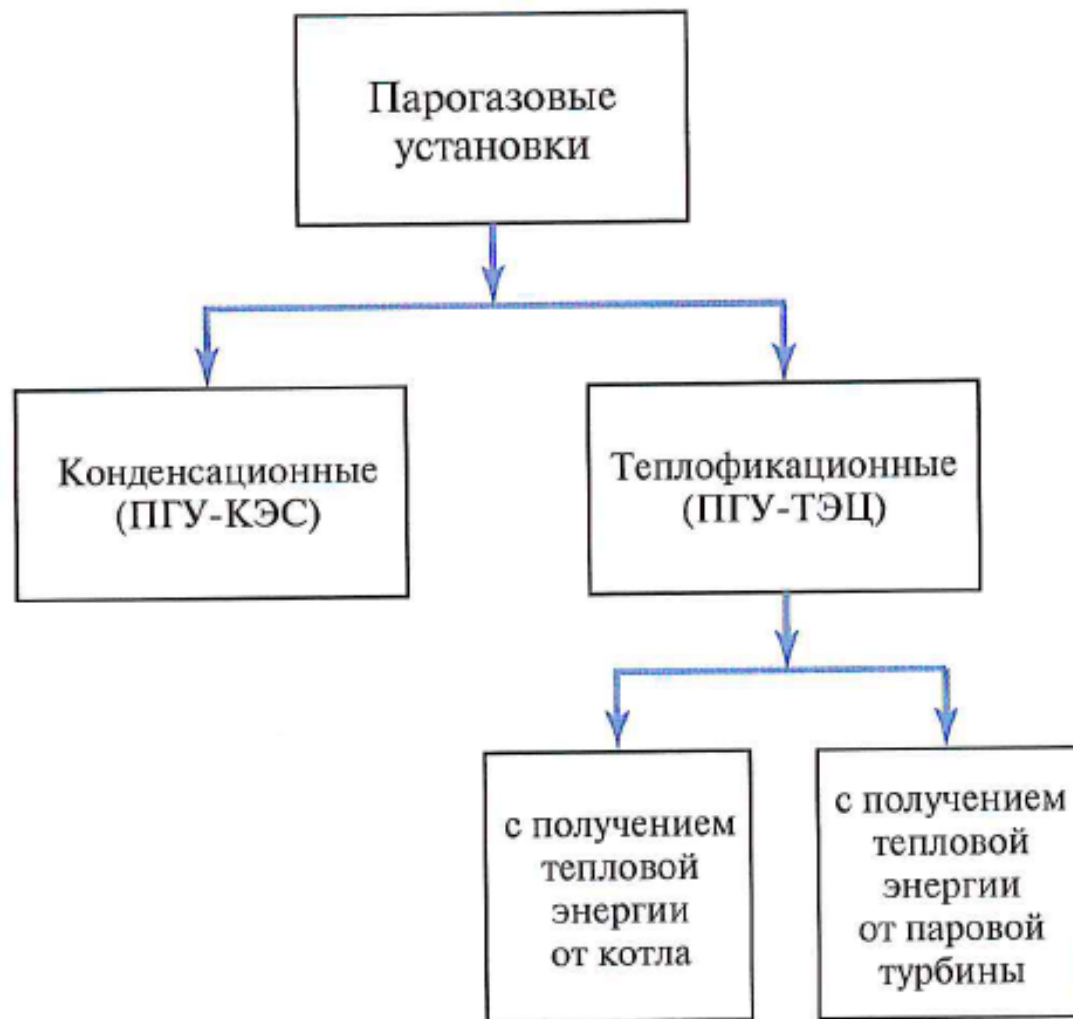 Парогазовые
установки
Конденсационные
(ПГУ-КЭС)
Теплофикационные
(ПГУ-ТЭЦ)
с получением
тепловой
энергии
от котла
с получением
тепловой
энергии
от паровой
турбины